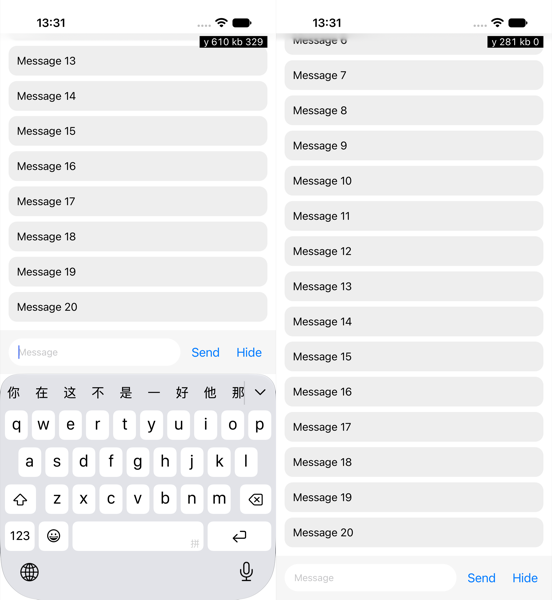 13:31
y 610 kb 329
Message 13
Message 14
Message 15
Message 16
Message 17
Message 18
Message 19
Message 20
Message Send Hide
你 在 这 不 是 一 好 他 那
q w e r t y u i o p
a s d f g h j k l
z x c v b n m
123 拼
13:31
y 281 kb 0
Message 6
Message 7
Message 8
Message 9
Message 10
Message 11
Message 12
Message 13
Message 14
Message 15
Message 16
Message 17
Message 18
Message 19
Message 20
Message Send Hide